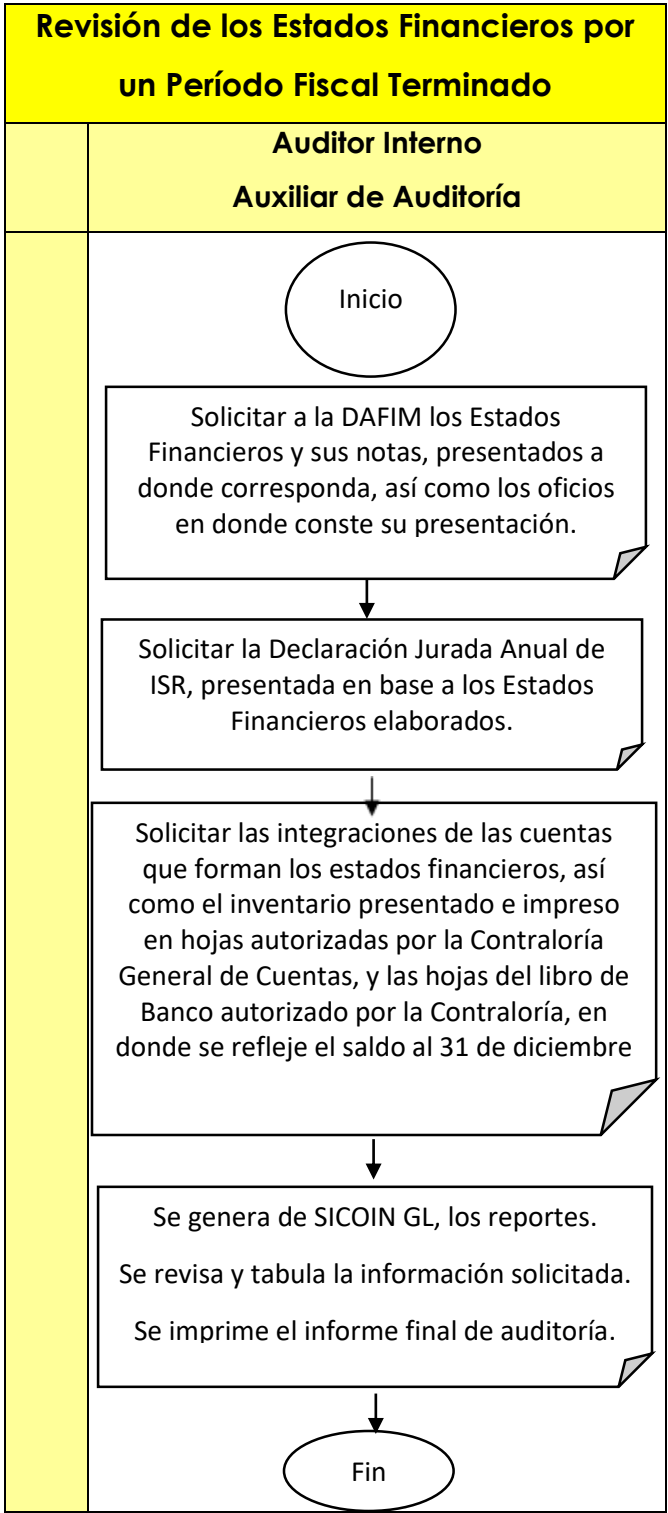 Revisión de los Estados Financieros por
un Período Fiscal Terminado
Auditor Interno
Auxiliar de Auditoría
Inicio
Solicitar a la DAFIM los Estados
Financieros y sus notas, presentados a
donde corresponda, así como los oficios
en donde conste su presentación.
Solicitar la Declaración Jurada Anual de
ISR, presentada en base a los Estados
Financieros elaborados.
Solicitar las integraciones de las cuentas
que forman los estados financieros, así
como el inventario presentado e impreso
en hojas autorizadas por la Contraloría
General de Cuentas, y las hojas del libro de
Banco autorizado por la Contraloría, en
donde se refleje el saldo al 31 de diciembre
Se genera de SICOIN GL, los reportes.
Se revisa y tabula la información solicitada.
Se imprime el informe final de auditoría.
Fin